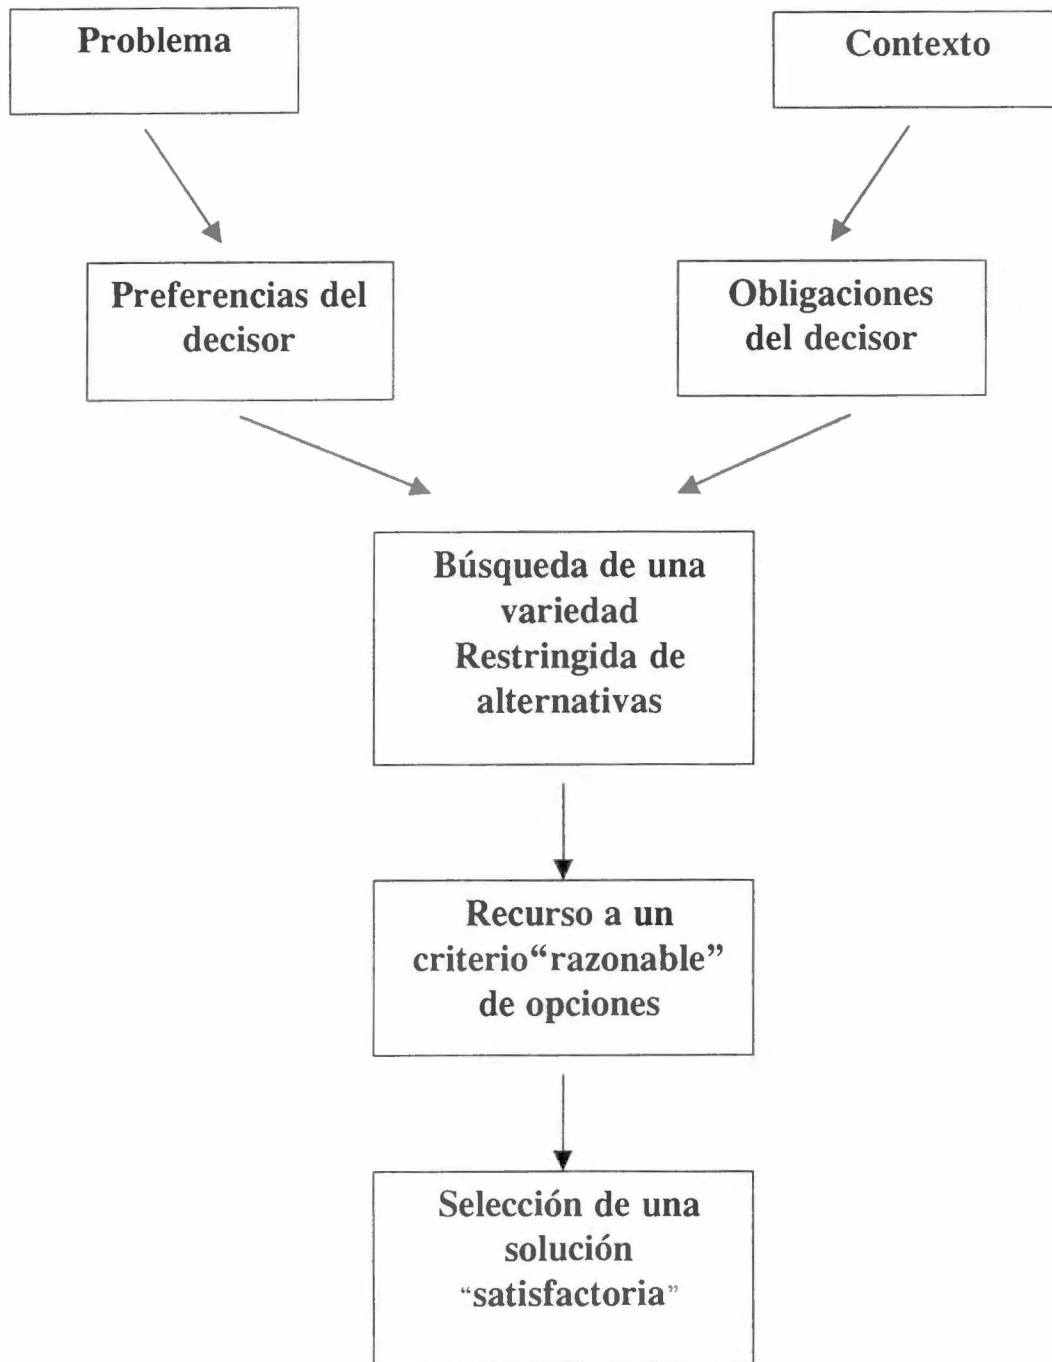 Problema
Contexto
Preferencias del
decisor
Obligaciones
del decisor
Búsqueda de una
variedad
Restringida de
alternativas
Recurso a un
criterio“razonable”
de opciones
Selección de una
solución
“satisfactoria”